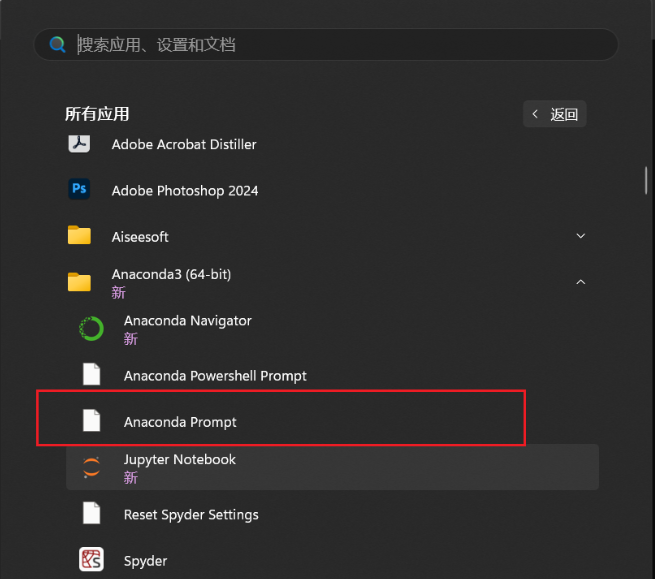 搜索应用、设置和文档
所有应用
返回
Adobe Acrobat Distiller
Ps
Adobe Photoshop 2024
Aiseesoft
Anaconda3 (64-bit)
新
Anaconda Navigator
新
Anaconda Powershell Prompt
Anaconda Prompt
Jupyter Notebook
新
Reset Spyder Settings
Spyder